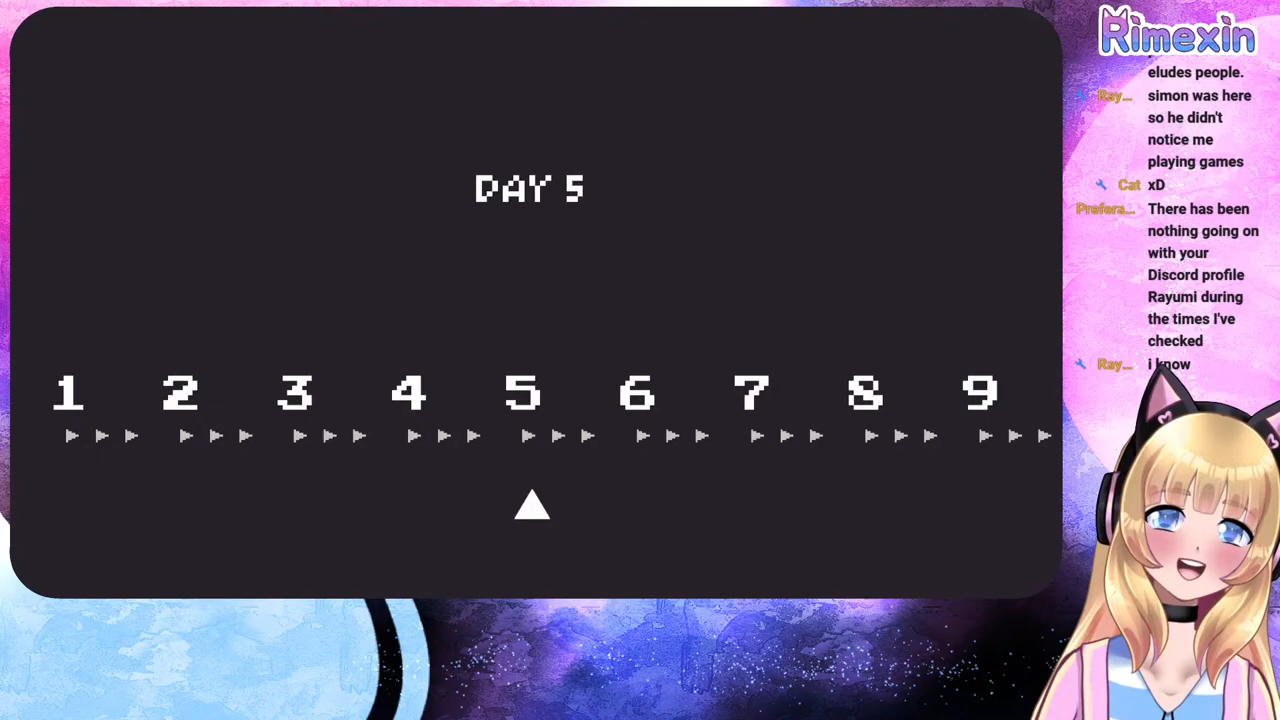 DAY 5
1 2 3 4 5 6 7 8 9
Rimexin
eludes people.
Ray... simon was here
so he didn't
notice me
playing games
Cat xD
Prefera... There has been
nothing going on
with your
Discord profile
Rayumi during
the times I've
checked
Ray... i know